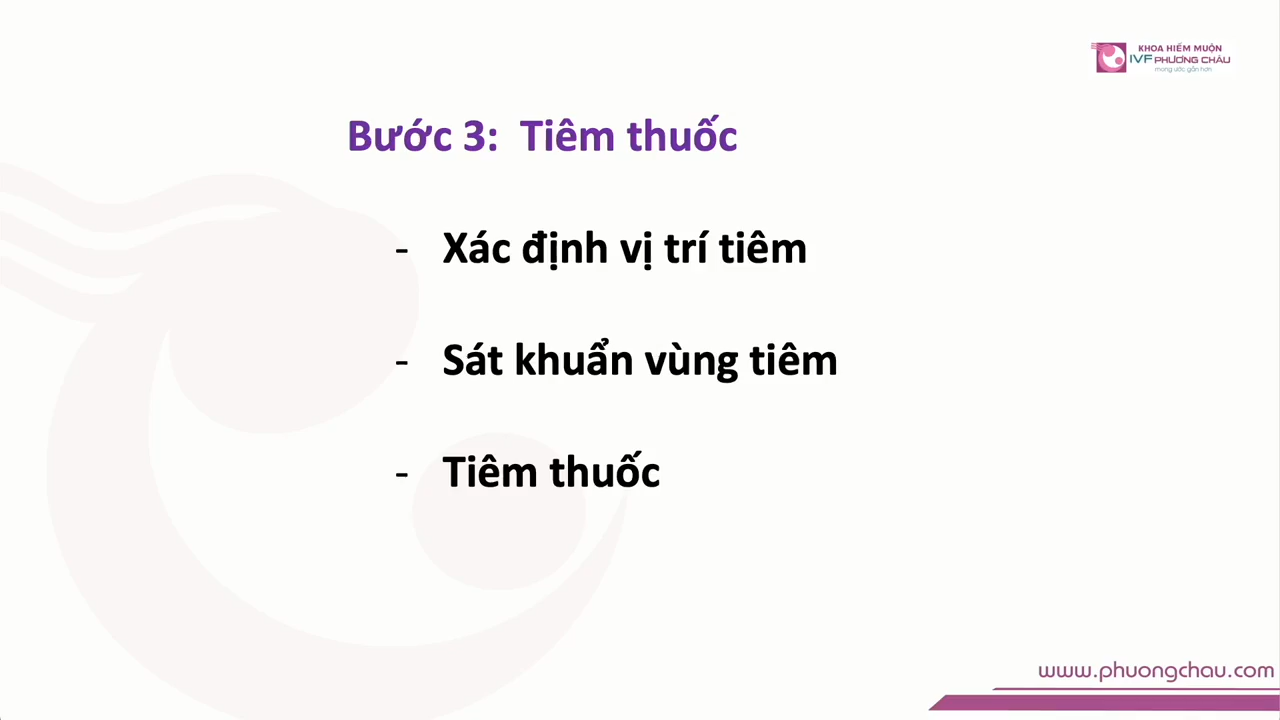 KHOA HIẾM MUỘN
IVF PHƯƠNG CHÂU
mong ước gần hơn
Bước 3: Tiêm thuốc
- Xác định vị trí tiêm
- Sát khuẩn vùng tiêm
- Tiêm thuốc
www.phuongchau.com